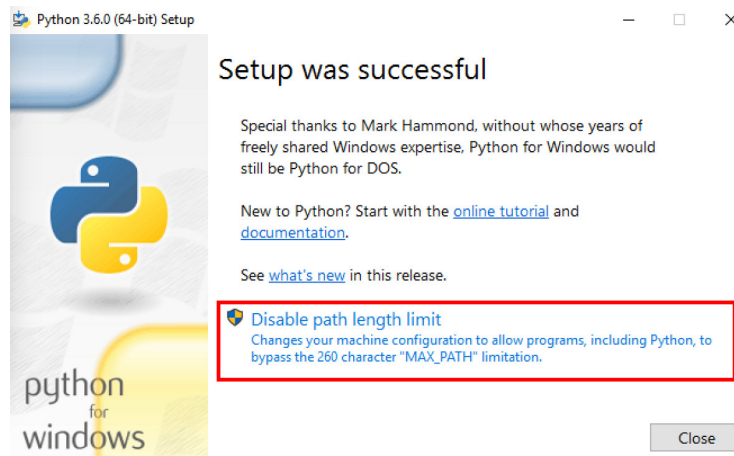 Python 3.6.0 (64-bit) Setup
Setup was successful
Special thanks to Mark Hammond, without whose years of
freely shared Windows expertise, Python for Windows would
still be Python for DOS.
New to Python? Start with the online tutorial and
documentation.
See what's new in this release.
Disable path length limit
Changes your machine configuration to allow programs, including Python, to
bypass the 260 character "MAX_PATH" limitation.
python
for
windows
Close